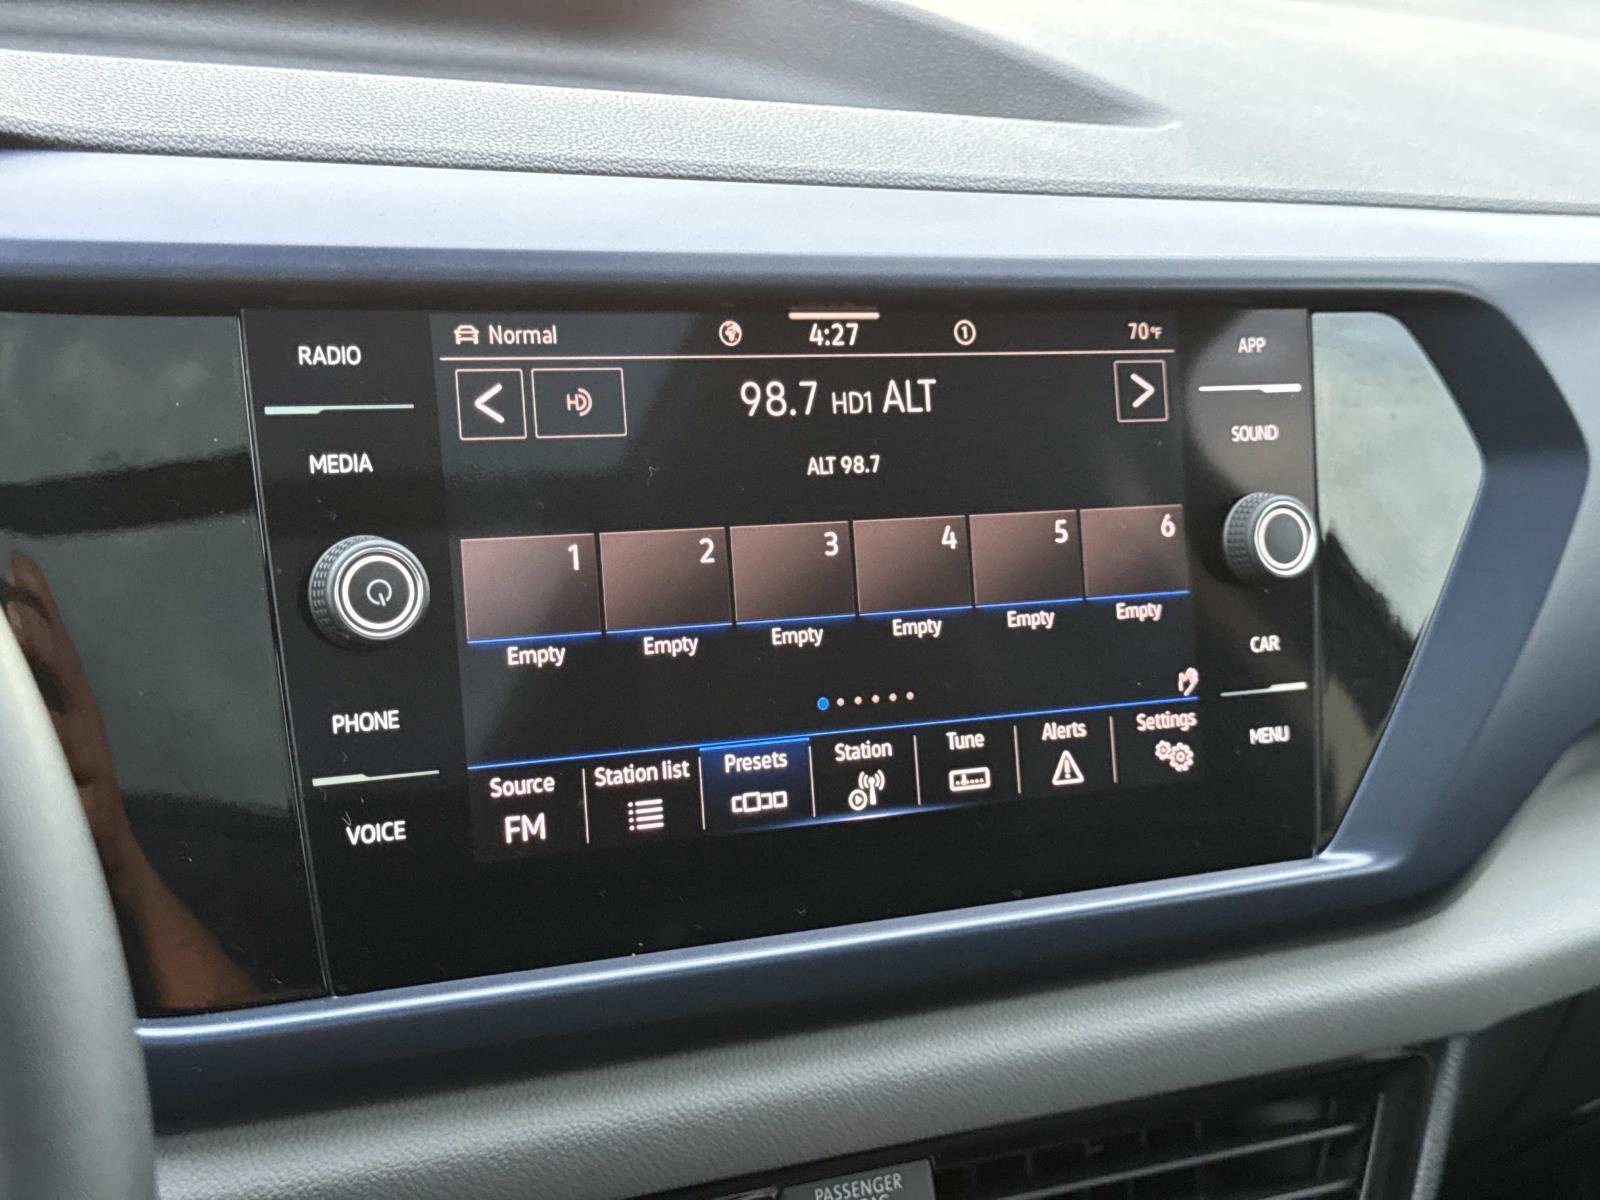 RADIO
MEDIA
PHONE
VOICE
Normal
4:27
1
70°F
HD
98.7 HD1 ALT
ALT 98.7
1
2
3
4
5
6
Empty
Empty
Empty
Empty
Empty
Empty
Source
FM
Station list
Presets
Station
Tune
Alerts
Settings
APP
SOUND
CAR
MENU
PASSENGER